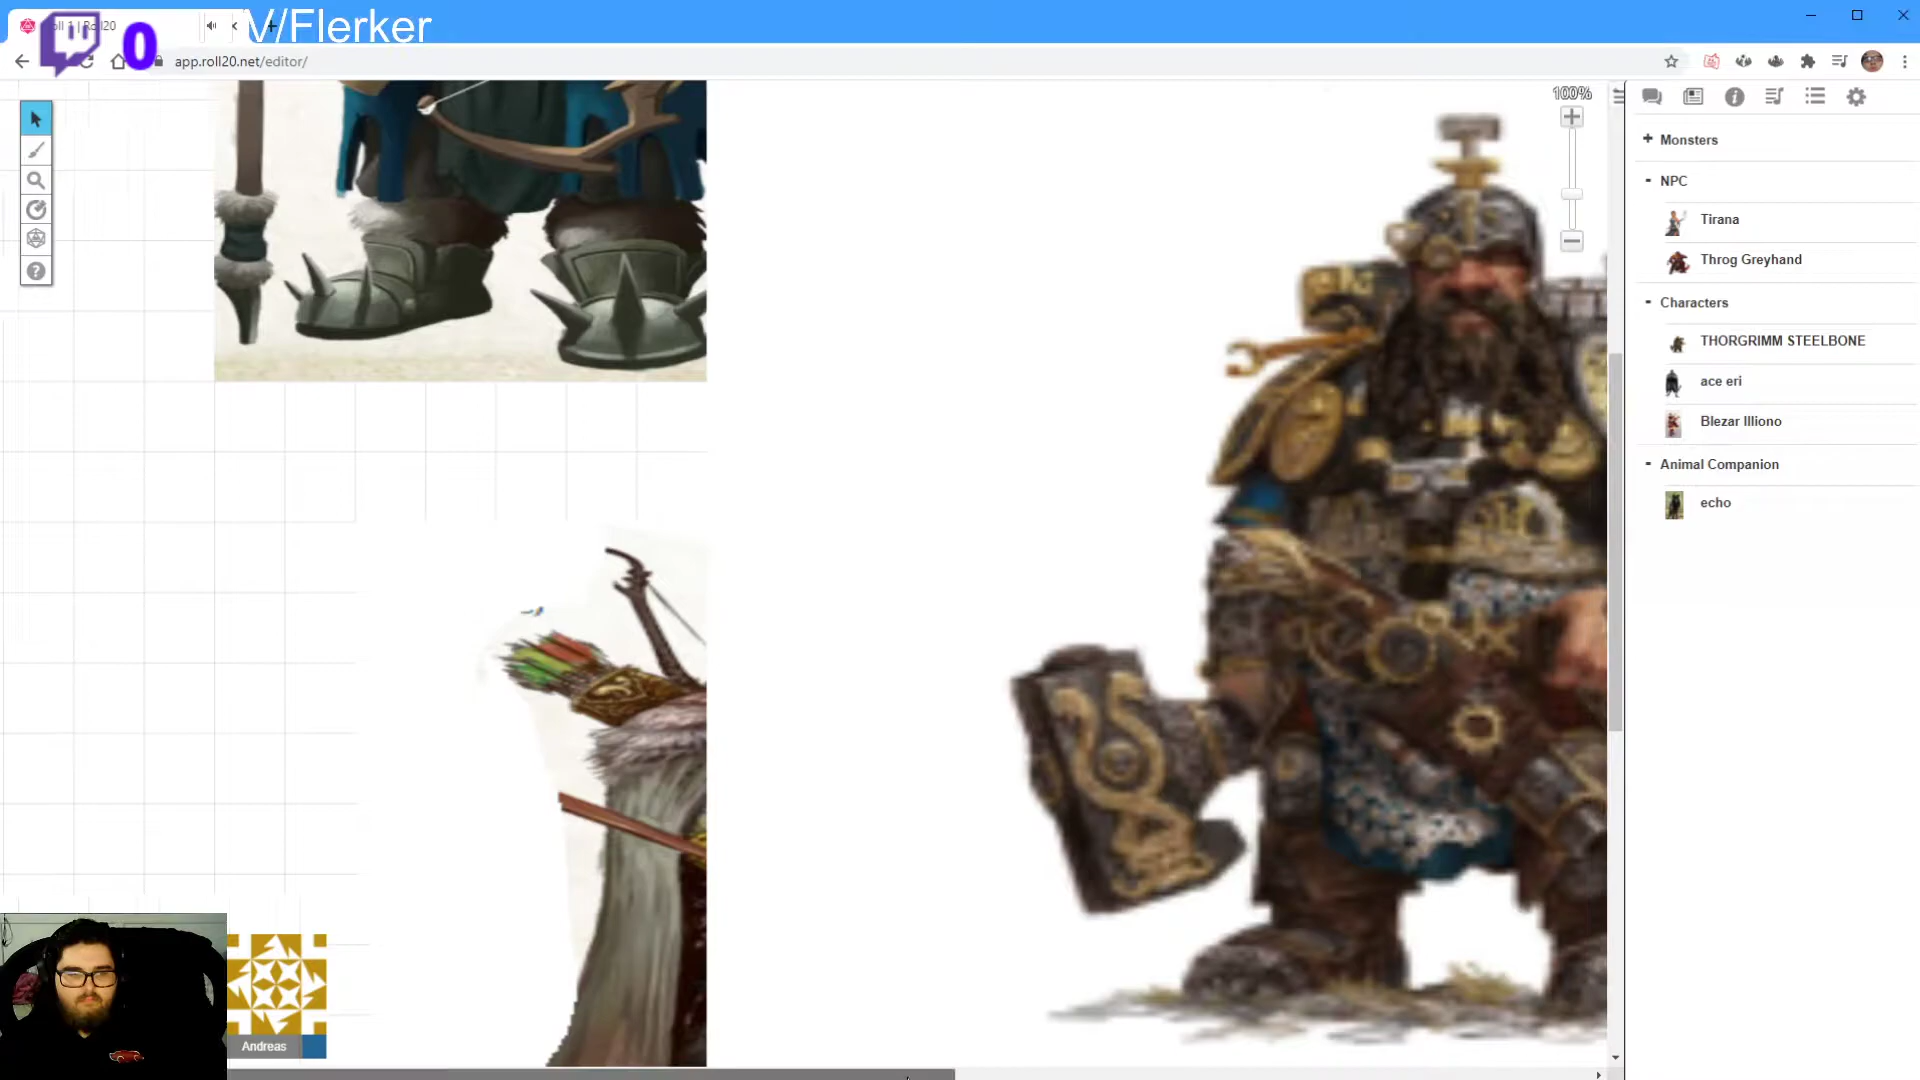 V/Flerker
0
app.roll20.net/editor/
100%
Monsters
NPC
Tirana
Throg Greyhand
Characters
THORGRIMM STEELBONE
ace eri
Blezar Illiono
Animal Companion
echo
Andreas